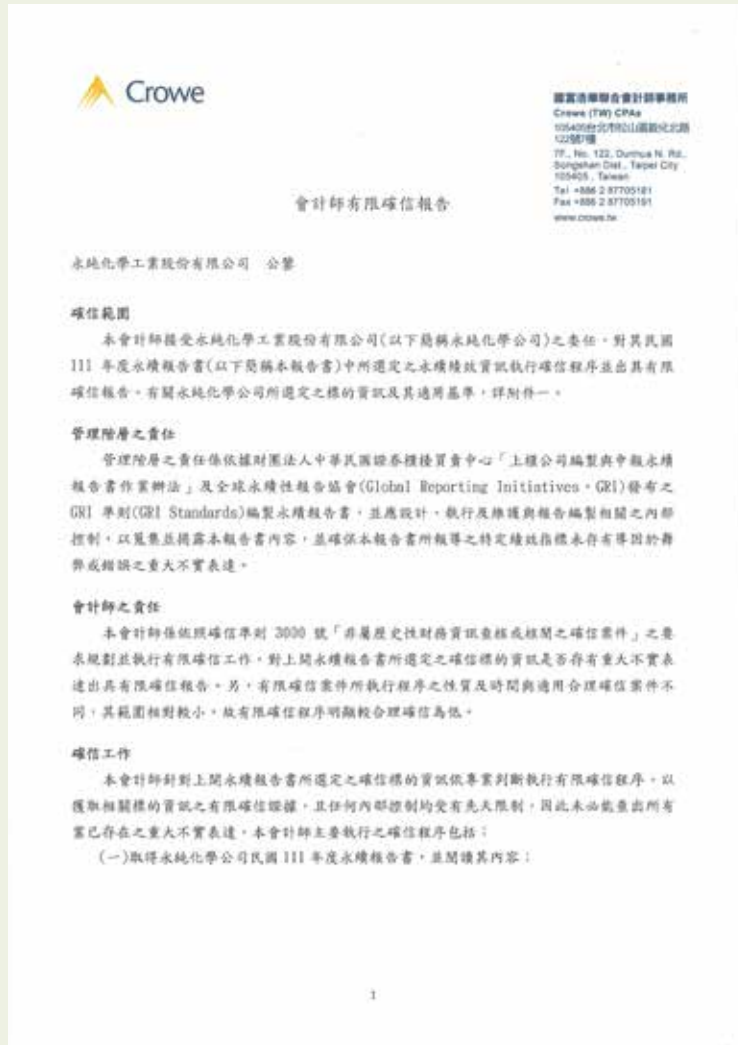 Crowe
國富浩華聯合會計師事務所
Crowe (TW) CPAs
105405台北市松山區敦化北路
122號7樓
7F., No. 122, Dunhua N. Rd.,
Songshan Dist., Taipei City
105405, Taiwan
Tel +886 2 87705181
Fax +886 2 87705191
www.crowe.tw
會計師有限確信報告
永純化學工業股份有限公司 公鑒
確信範圍
本會計師接受永純化學工業股份有限公司(以下簡稱永純化學公司)之委任,對其民國
111 年度永續報告書(以下簡稱本報告書)中所選定之永續績效資訊執行確信程序並出具有限
確信報告。有關永純化學公司所選定之標的資訊及其適用基準,詳附件一。
管理階層之責任
管理階層之責任係依據財團法人中華民國證券櫃檯買賣中心「上櫃公司編製與申報永續
報告書作業辦法」及全球永續性報告協會(Global Reporting Initiatives,GRI)發布之
GRI 準則(GRI Standards)編製永續報告書,並應設計、執行及維護與報告編製相關之內部
控制,以蒐集並揭露本報告書內容,並確保本報告書所報導之特定績效指標未存有導因於舞
弊或錯誤之重大不實表達。
會計師之責任
本會計師係依照確信準則 3000 號「非屬歷史性財務資訊查核或核閱之確信案件」之要
求規劃並執行有限確信工作,對上開永續報告書所選定之確信標的資訊是否存有重大不實表
達出具有限確信報告。另,有限確信案件所執行程序之性質及時間與適用合理確信案件不
同,其範圍相對較小,故有限確信程序明顯較合理確信為低。
確信工作
本會計師針對上開永續報告書所選定之確信標的資訊依專業判斷執行有限確信程序,以
獲取相關標的資訊之有限確信證據,且任何內部控制均受有先天限制,因此未必能查出所有
業已存在之重大不實表達。本會計師主要執行之確信程序包括:
(一)取得永純化學公司民國 111 年度永續報告書,並閱讀其內容;
1